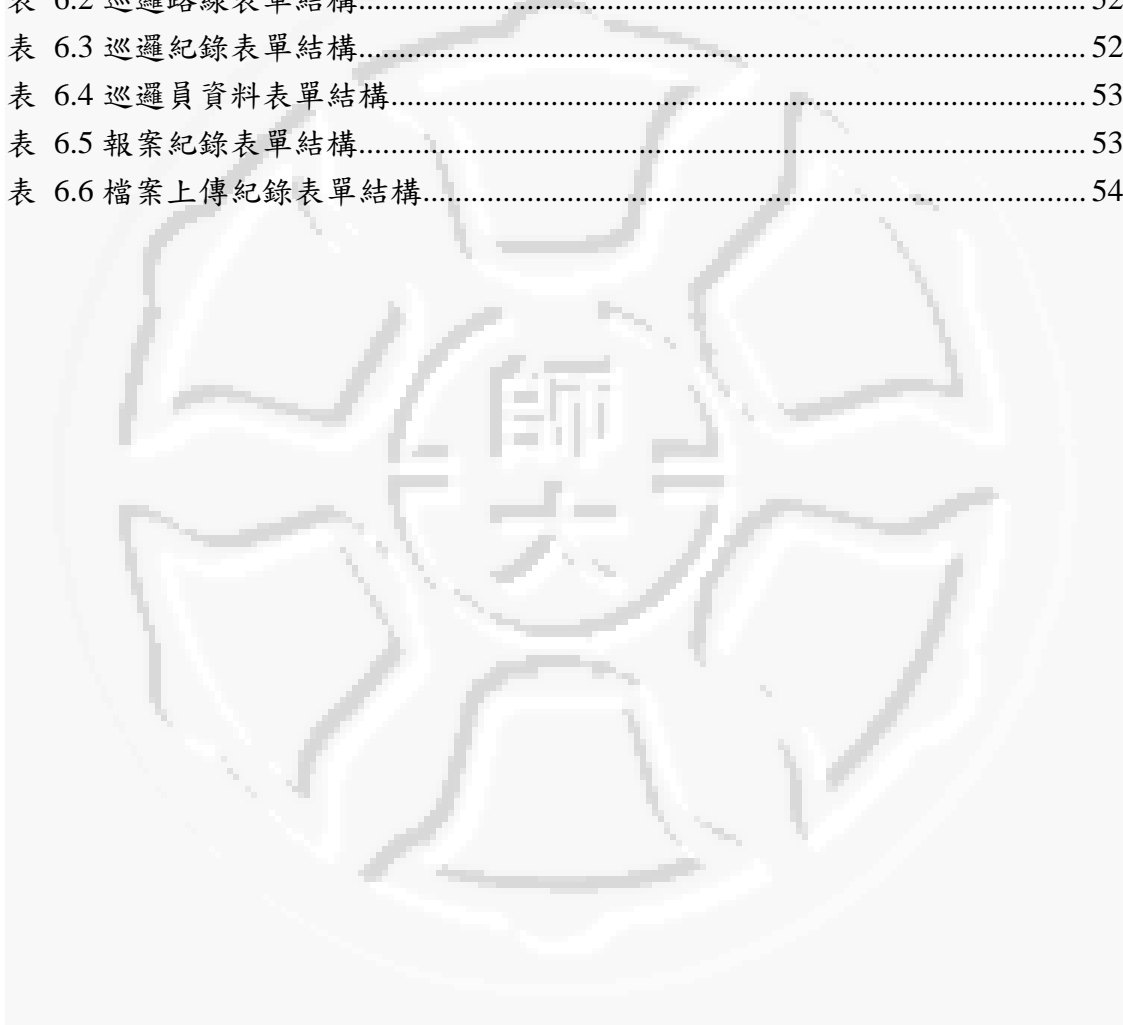 表 6.2 巡邏路線表單結構........................................ 52
表 6.3 巡邏紀錄表單結構........................................ 52
表 6.4 巡邏員資料表單結構........................................ 53
表 6.5 報案紀錄表單結構........................................ 53
表 6.6 檔案上傳紀錄表單結構........................................ 54
師
大